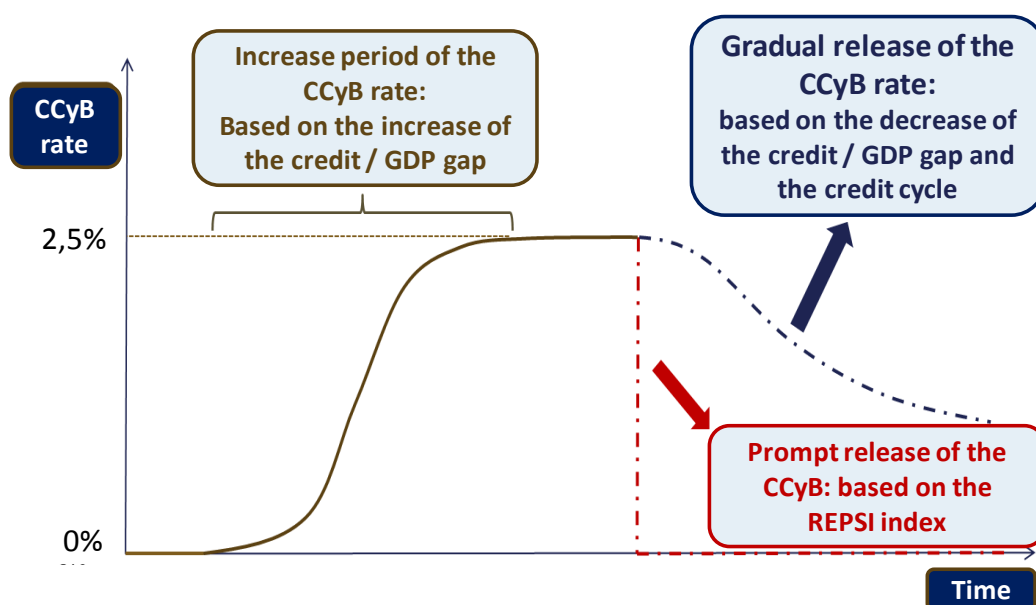 Increase period of the
CCyB rate:
Based on the increase of
the credit / GDP gap
Gradual release of the
CCyB rate:
based on the decrease of
the credit / GDP gap and
the credit cycle
CCyB
rate
2,5%
Prompt release of the
CCyB: based on the
REPSI index
0%
Time